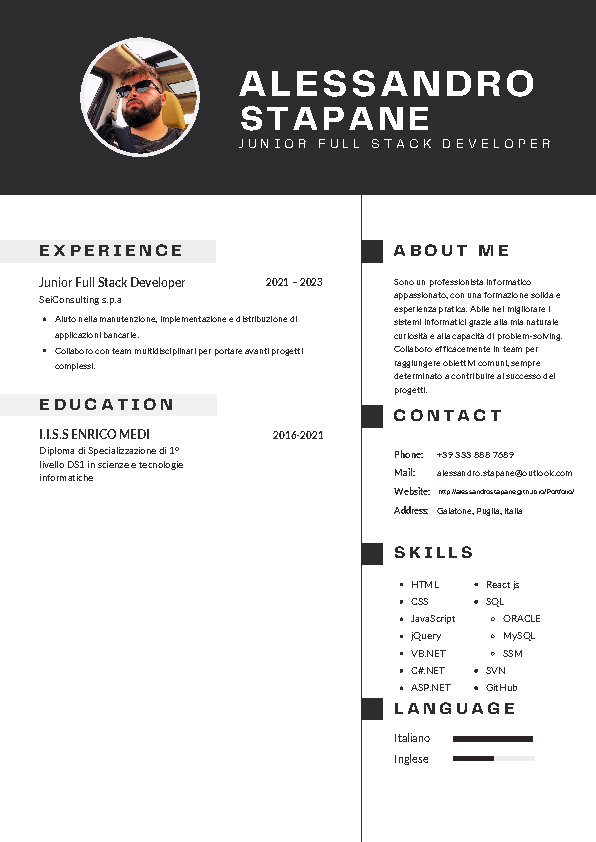 ALESSANDRO
STAPANE
JUNIOR FULL STACK DEVELOPER
EXPERIENCE
Junior Full Stack Developer 2021 – 2023
SeiConsulting s.p.a
• Aiuto nella manutenzione, implementazione e distribuzione di
applicazioni bancarie.
• Collaboro con team multidisciplinari per portare avanti progetti
complessi.
EDUCATION
I.I.S.S ENRICO MEDI 2016-2021
Diploma di Specializzazione di 1°
livello DS1 in scienze e tecnologie
informatiche
ABOUT ME
Sono un professionista informatico
appassionato, con una formazione solida e
esperienza pratica. Abile nel migliorare i
sistemi informatici grazie alla mia naturale
curiosità e alla capacità di problem-solving.
Collaboro efficacemente in team per
raggiungere obiettivi comuni, sempre
determinato a contribuire al successo del
progetti.
CONTACT
Phone: +39 333 888 7689
Mail: alessandro.stapane@outlook.com
Website: http://alessandrostapane.github.io/Portfolio/
Address: Galatone, Puglia, Italia
SKILLS
• HTML
• CSS
• JavaScript
• jQuery
• VB.NET
• C#.NET
• ASP.NET
• React js
• SQL
◦ ORACLE
◦ MySQL
◦ SSM
• SVN
• GitHub
LANGUAGE
Italiano
Inglese